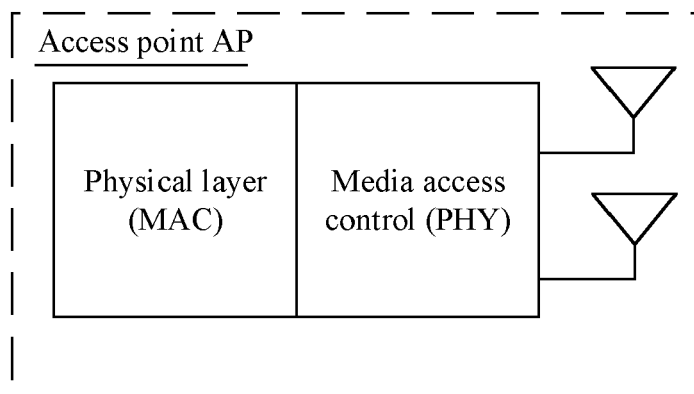 Access point AP
Physical layer
(MAC)
Media access
control (PHY)